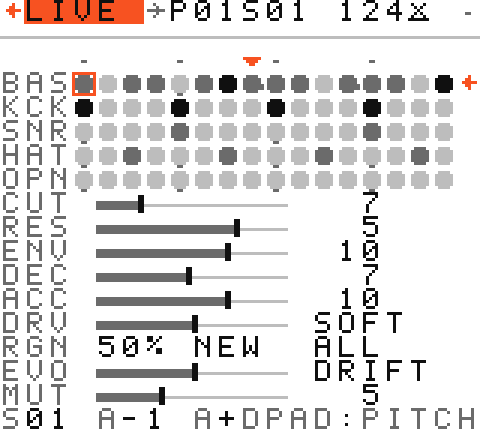 ←LIVE →P01S01 124x -
BAS
KCK
SNR
HAT
OPN
CUT 7
RES 5
ENV 10
DEC 7
ACC 10
DRV SOFT
RGN 50% NEW ALL
EVO DRIFT
MUT 5
S01 A-1 A+DPAD:PITCH